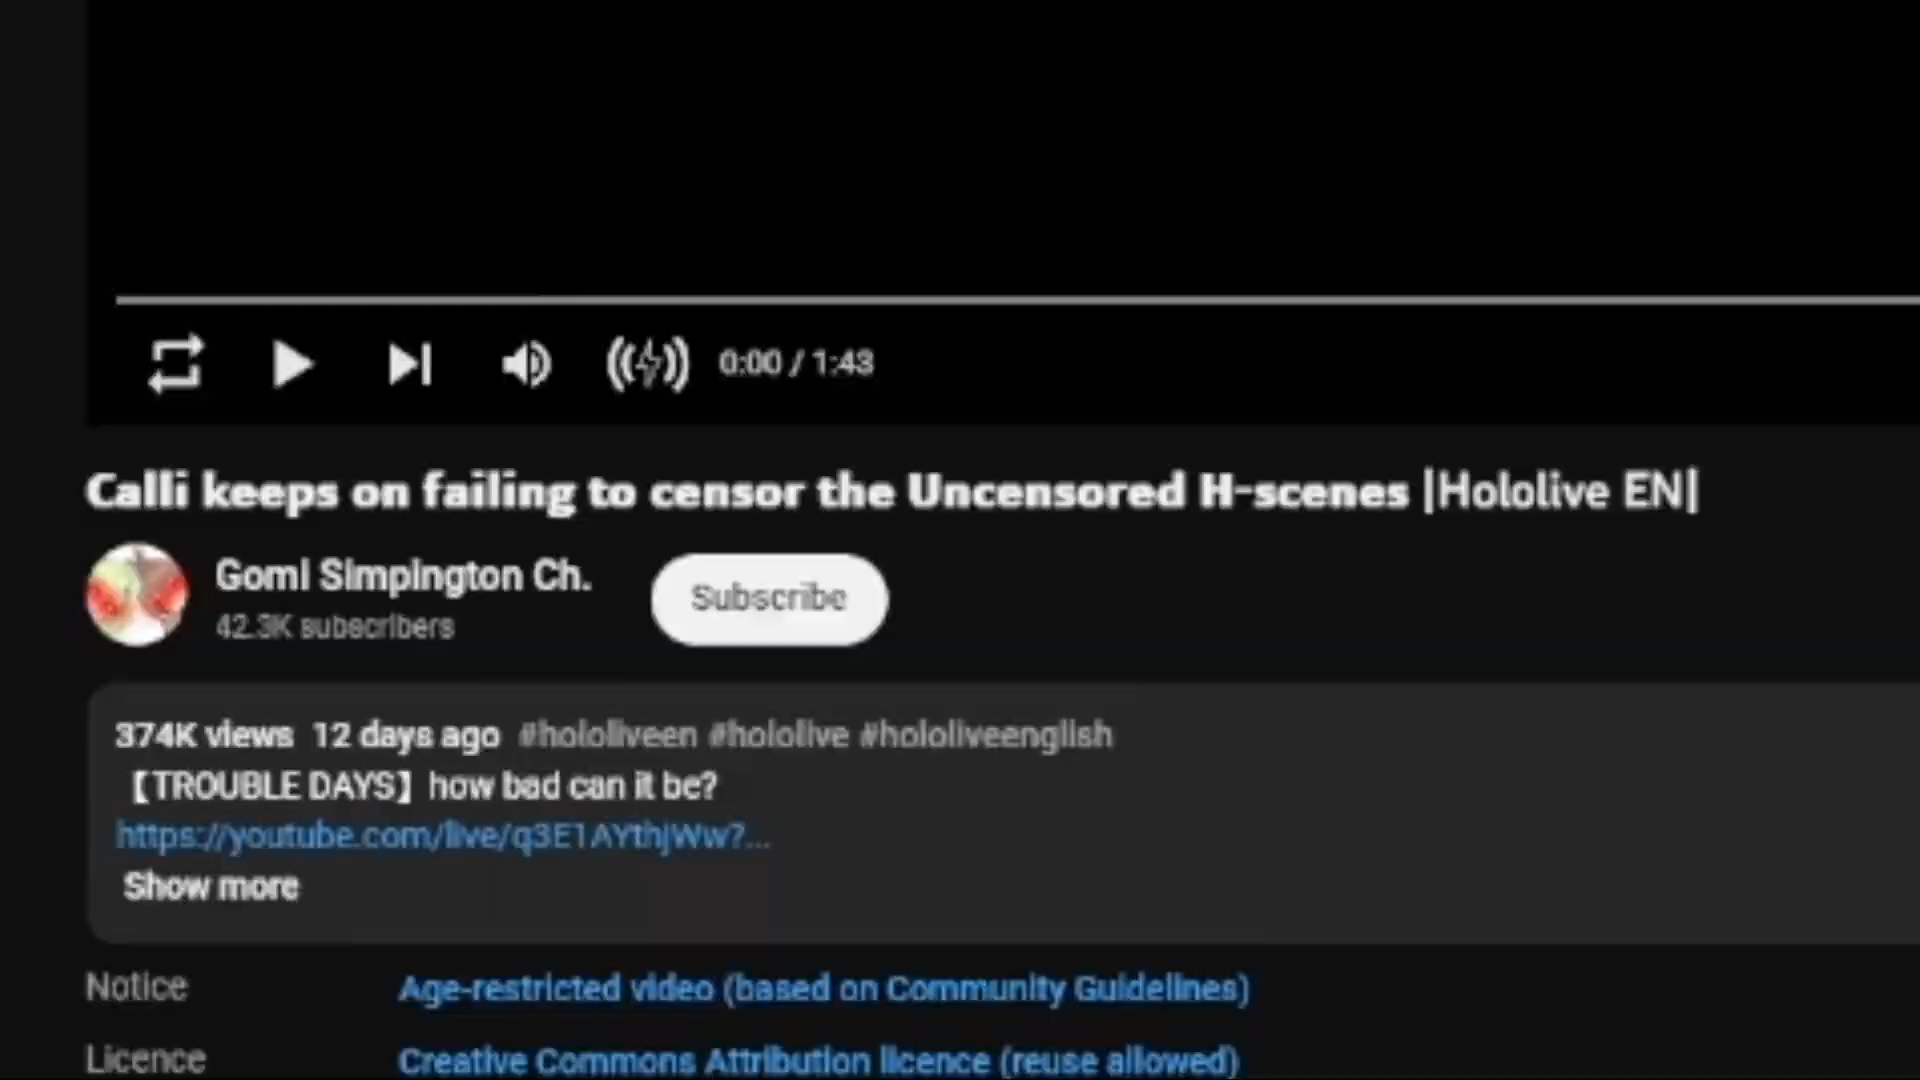 0:00 / 1:43
Calli keeps on failing to censor the Uncensored H-scenes |Hololive EN|
Gomi Simpington Ch.
42.3K subscribers
Subscribe
374K views 12 days ago #hololiveen #hololive #hololiveenglish
【TROUBLE DAYS】how bad can it be?
https://youtube.com/live/q3E1AYthjWw?...
Show more
Notice Age-restricted video (based on Community Guidelines)
Licence Creative Commons Attribution licence (reuse allowed)